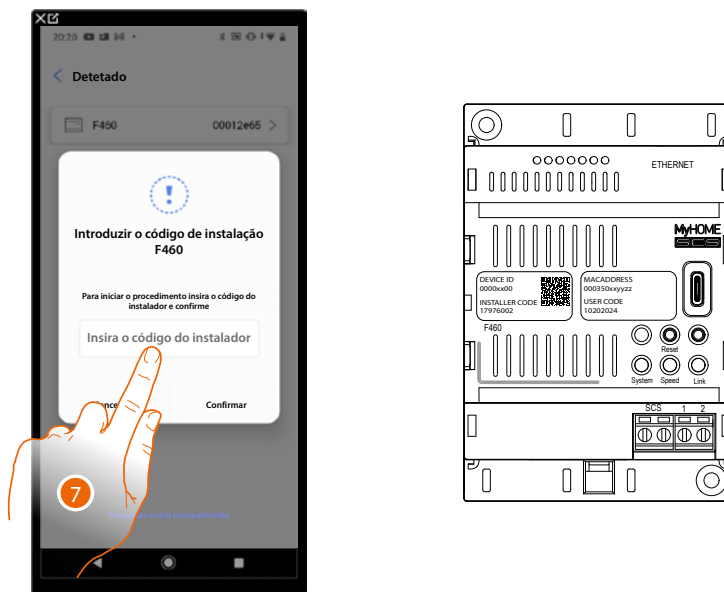 20:20
Detetado
F460 00012e65
Introduzir o código de instalação
F460
Para iniciar o procedimento insira o código do
instalador e confirme
Insira o código do instalador
Confirmar
7
ETHERNET
MyHOME
SCS
DEVICE ID
0000xx00
INSTALLER CODE
17976002
MACADDRESS
000350xxyyzz
USER CODE
10202024
F460
Reset
System Speed Link
SCS 1 2